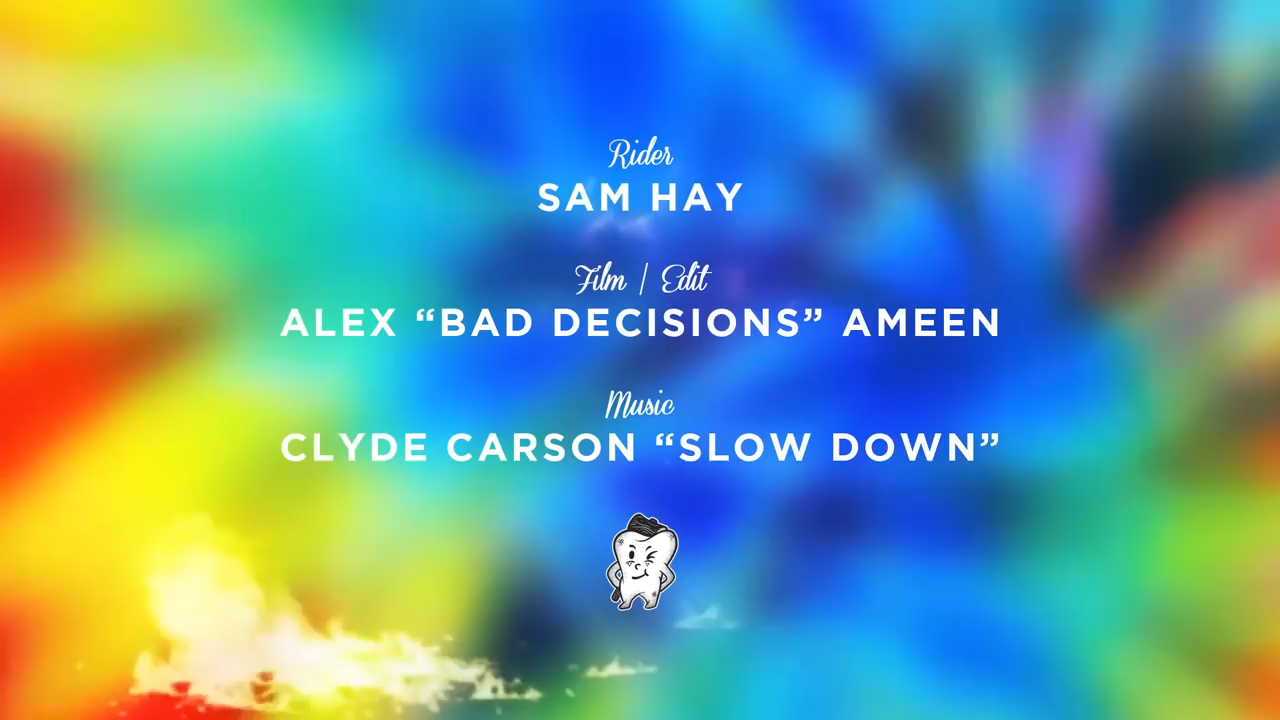 Rider
SAM HAY
Film | Edit
ALEX “BAD DECISIONS” AMEEN
Music
CLYDE CARSON “SLOW DOWN”